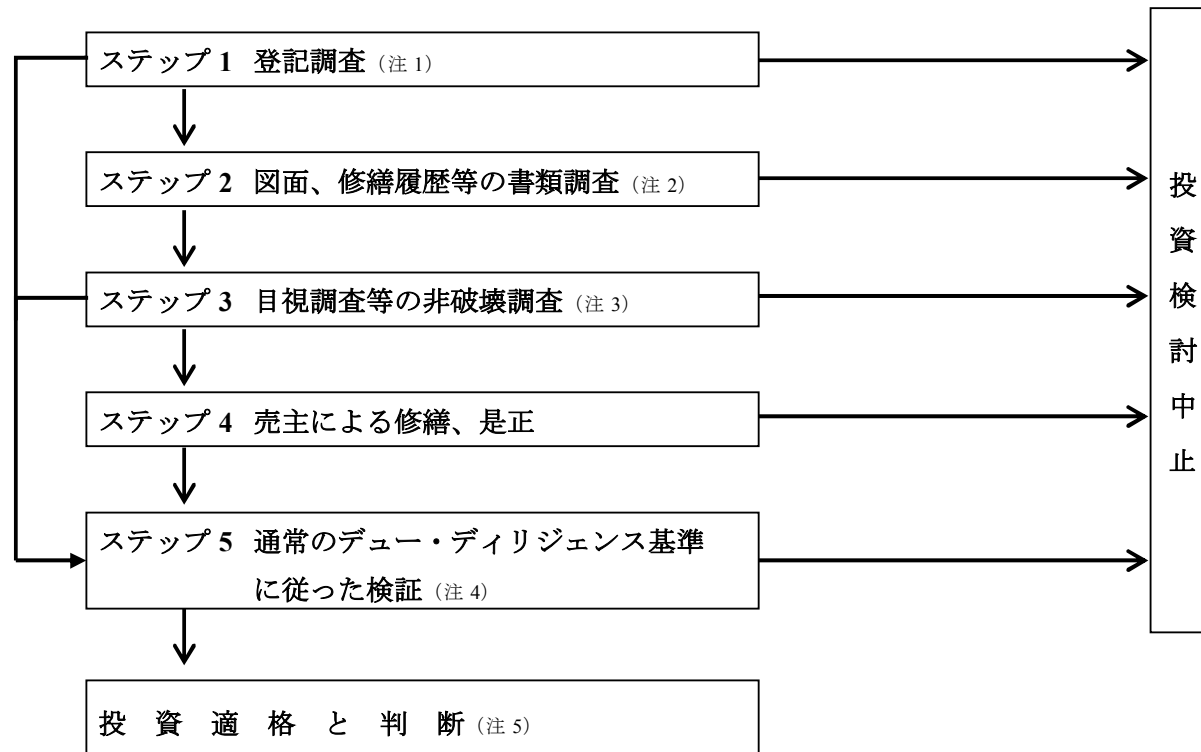 ステップ 1 登記調査（注 1）
ステップ 2 図面、修繕履歴等の書類調査（注 2）
ステップ 3 目視調査等の非破壊調査（注 3）
ステップ 4 売主による修繕、是正
ステップ 5 通常のデュー・ディリジェンス基準
に従った検証（注 4）
投 資 適 格 と 判 断（注 5）
投資検討中止